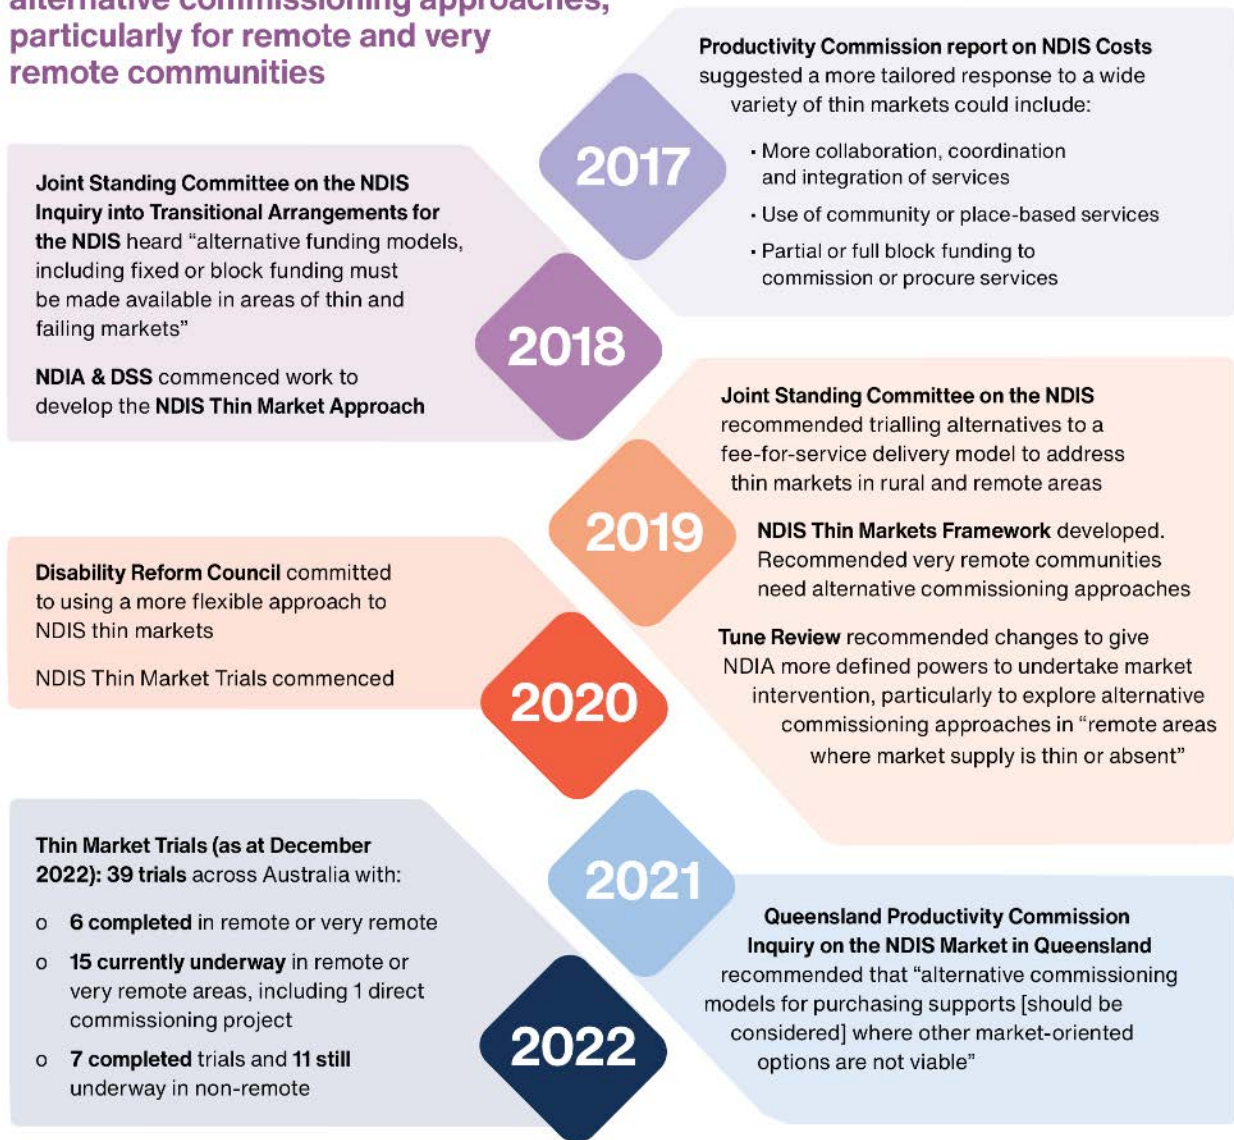 alternative commissioning approaches,
particularly for remote and very
remote communities
2017
Productivity Commission report on NDIS Costs
suggested a more tailored response to a wide
variety of thin markets could include:
· More collaboration, coordination
and integration of services
· Use of community or place-based services
· Partial or full block funding to
commission or procure services
2018
Joint Standing Committee on the NDIS
Inquiry into Transitional Arrangements for
the NDIS heard “alternative funding models,
including fixed or block funding must
be made available in areas of thin and
failing markets”
NDIA & DSS commenced work to
develop the NDIS Thin Market Approach
2019
Joint Standing Committee on the NDIS
recommended trialling alternatives to a
fee-for-service delivery model to address
thin markets in rural and remote areas
NDIS Thin Markets Framework developed.
Recommended very remote communities
need alternative commissioning approaches
Tune Review recommended changes to give
NDIA more defined powers to undertake market
intervention, particularly to explore alternative
commissioning approaches in “remote areas
where market supply is thin or absent”
2020
Disability Reform Council committed
to using a more flexible approach to
NDIS thin markets
NDIS Thin Market Trials commenced
2021
Queensland Productivity Commission
Inquiry on the NDIS Market in Queensland
recommended that “alternative commissioning
models for purchasing supports [should be
considered] where other market-oriented
options are not viable”
2022
Thin Market Trials (as at December
2022): 39 trials across Australia with:
o 6 completed in remote or very remote
o 15 currently underway in remote or
very remote areas, including 1 direct
commissioning project
o 7 completed trials and 11 still
underway in non-remote